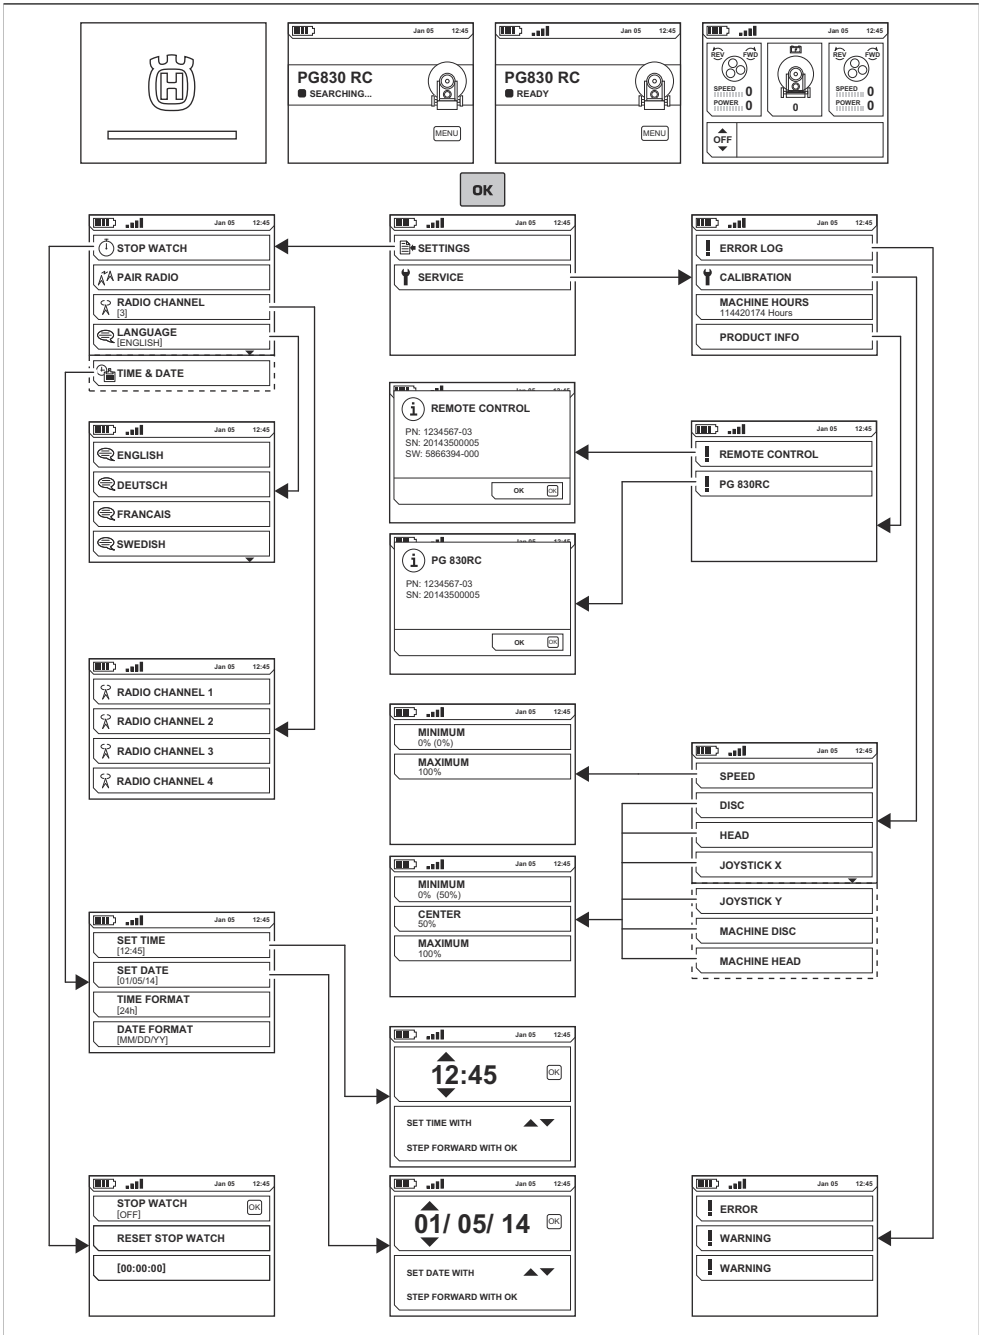 H
Jan 05 12:45
PG830 RC
SEARCHING...
MENU
Jan 05 12:45
PG830 RC
READY
MENU
Jan 05 12:45
REV FWD
SPEED 0
POWER 0
0
REV FWD
SPEED 0
POWER 0
OFF
OK
Jan 05 12:45
STOP WATCH
PAIR RADIO
RADIO CHANNEL
[3]
LANGUAGE
[ENGLISH]
TIME & DATE
Jan 05 12:45
SETTINGS
SERVICE
Jan 05 12:45
ERROR LOG
CALIBRATION
MACHINE HOURS
114420174 Hours
PRODUCT INFO
Jan 05 12:45
ENGLISH
DEUTSCH
FRANCAIS
SWEDISH
Jan 05 12:45
REMOTE CONTROL
PN: 1234567-03
SN: 20143500005
SW: 5866394-000
OK OK
Jan 05 12:45
REMOTE CONTROL
PG 830RC
Jan 05 12:45
PG 830RC
PN: 1234567-03
SN: 20143500005
OK OK
Jan 05 12:45
RADIO CHANNEL 1
RADIO CHANNEL 2
RADIO CHANNEL 3
RADIO CHANNEL 4
Jan 05 12:45
MINIMUM
0% (0%)
MAXIMUM
100%
Jan 05 12:45
SPEED
DISC
HEAD
JOYSTICK X
JOYSTICK Y
MACHINE DISC
MACHINE HEAD
Jan 05 12:45
MINIMUM
0% (50%)
CENTER
50%
MAXIMUM
100%
Jan 05 12:45
SET TIME
[12:45]
SET DATE
[01/05/14]
TIME FORMAT
[24h]
DATE FORMAT
[MM/DD/YY]
Jan 05 12:45
12:45 OK
SET TIME WITH
STEP FORWARD WITH OK
Jan 05 12:45
STOP WATCH
[OFF]
OK
RESET STOP WATCH
[00:00:00]
Jan 05 12:45
01/ 05/ 14 OK
SET DATE WITH
STEP FORWARD WITH OK
Jan 05 12:45
ERROR
WARNING
WARNING